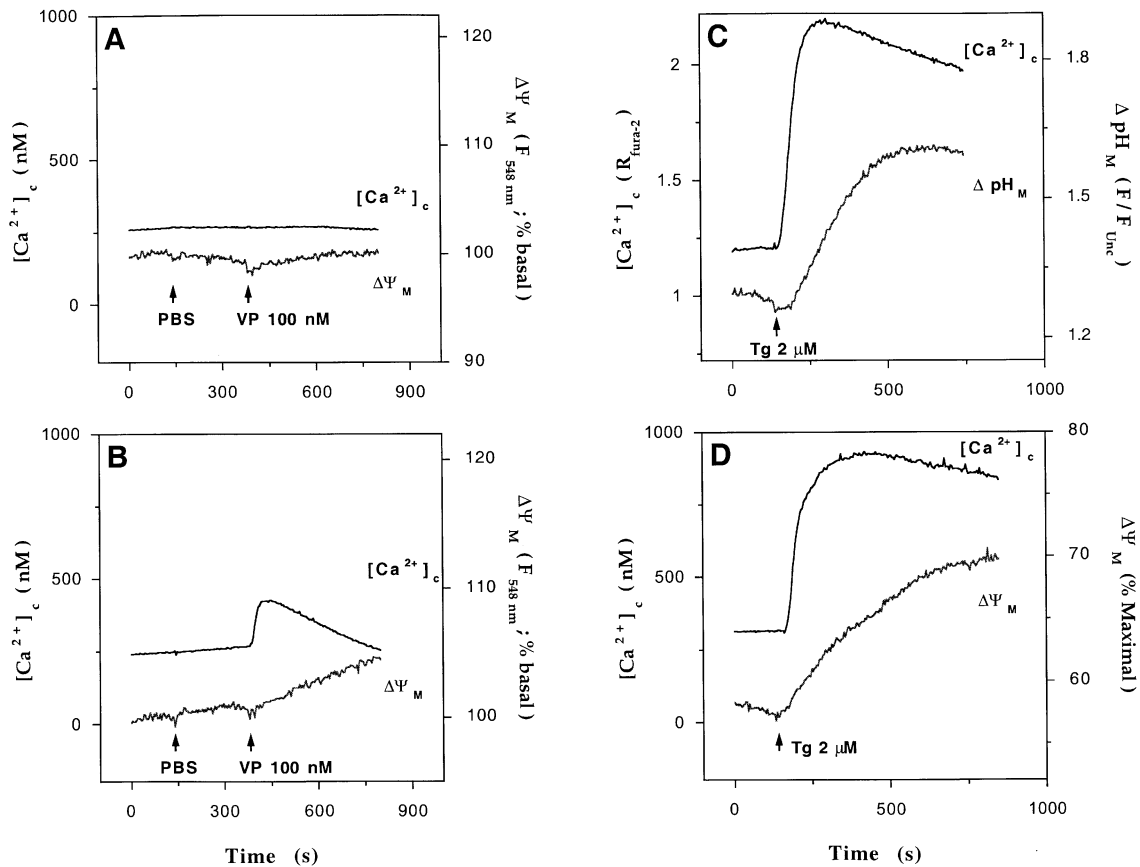 A
1000
500
0
[Ca²⁺]c (nM)
[Ca²⁺]c
ΔΨM
PBS
VP 100 nM
120
110
100
90
ΔΨM (F548 nm; % basal)
0
300
600
900
B
1000
500
0
[Ca²⁺]c (nM)
[Ca²⁺]c
ΔΨM
PBS
VP 100 nM
120
110
100
ΔΨM (F548 nm; % basal)
0
300
600
900
Time (s)
C
2
1.5
1
[Ca²⁺]c (Rfura-2)
[Ca²⁺]c
Δ pHM
Tg 2 μM
1.8
1.5
1.2
Δ pHM (F/FUnc)
0
500
1000
D
1000
500
0
[Ca²⁺]c (nM)
[Ca²⁺]c
ΔΨM
Tg 2 μM
80
70
60
ΔΨM (% Maximal)
0
500
1000
Time (s)